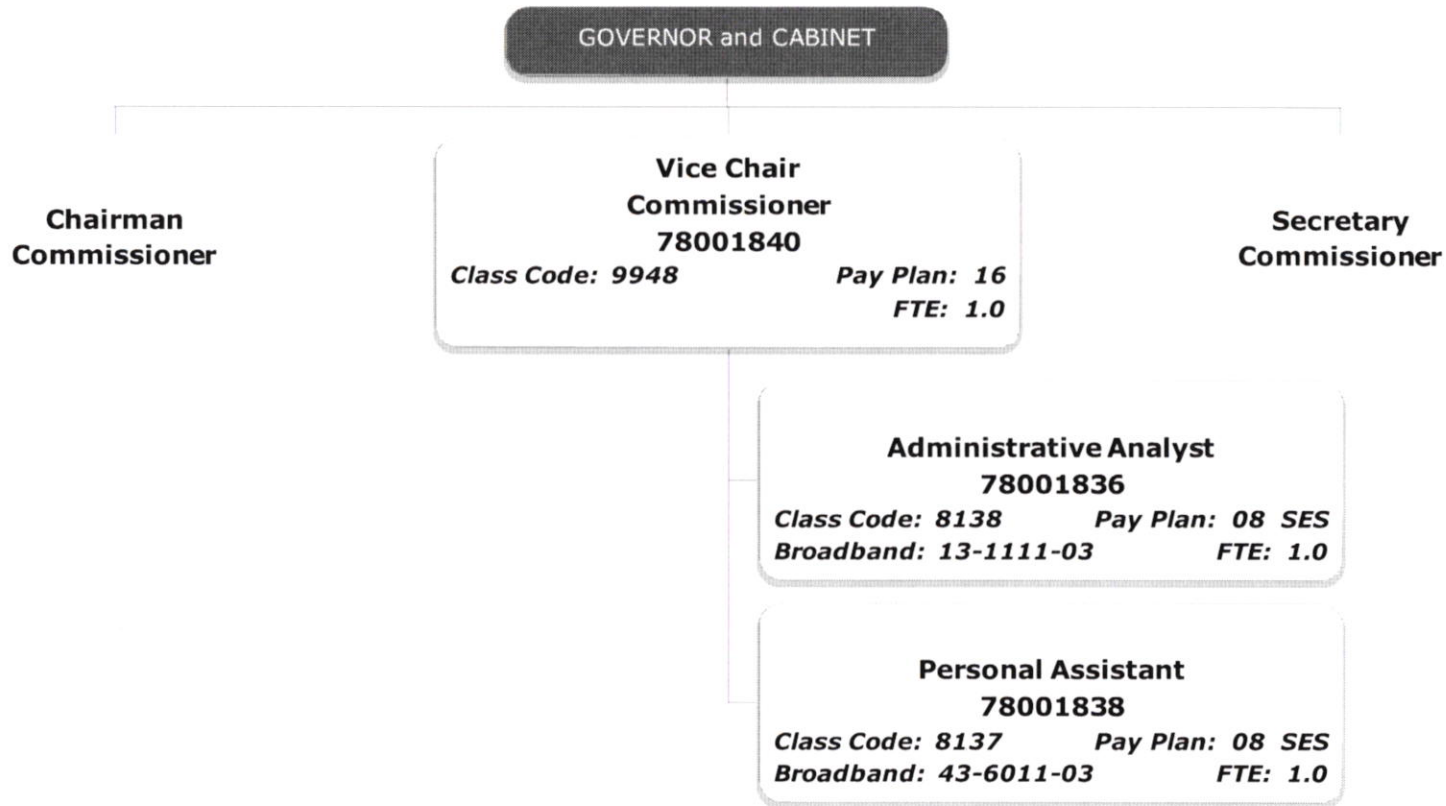 GOVERNOR and CABINET
Chairman
Commissioner
Vice Chair
Commissioner
78001840
Class Code: 9948 Pay Plan: 16
FTE: 1.0
Secretary
Commissioner
Administrative Analyst
78001836
Class Code: 8138 Pay Plan: 08 SES
Broadband: 13-1111-03 FTE: 1.0
Personal Assistant
78001838
Class Code: 8137 Pay Plan: 08 SES
Broadband: 43-6011-03 FTE: 1.0